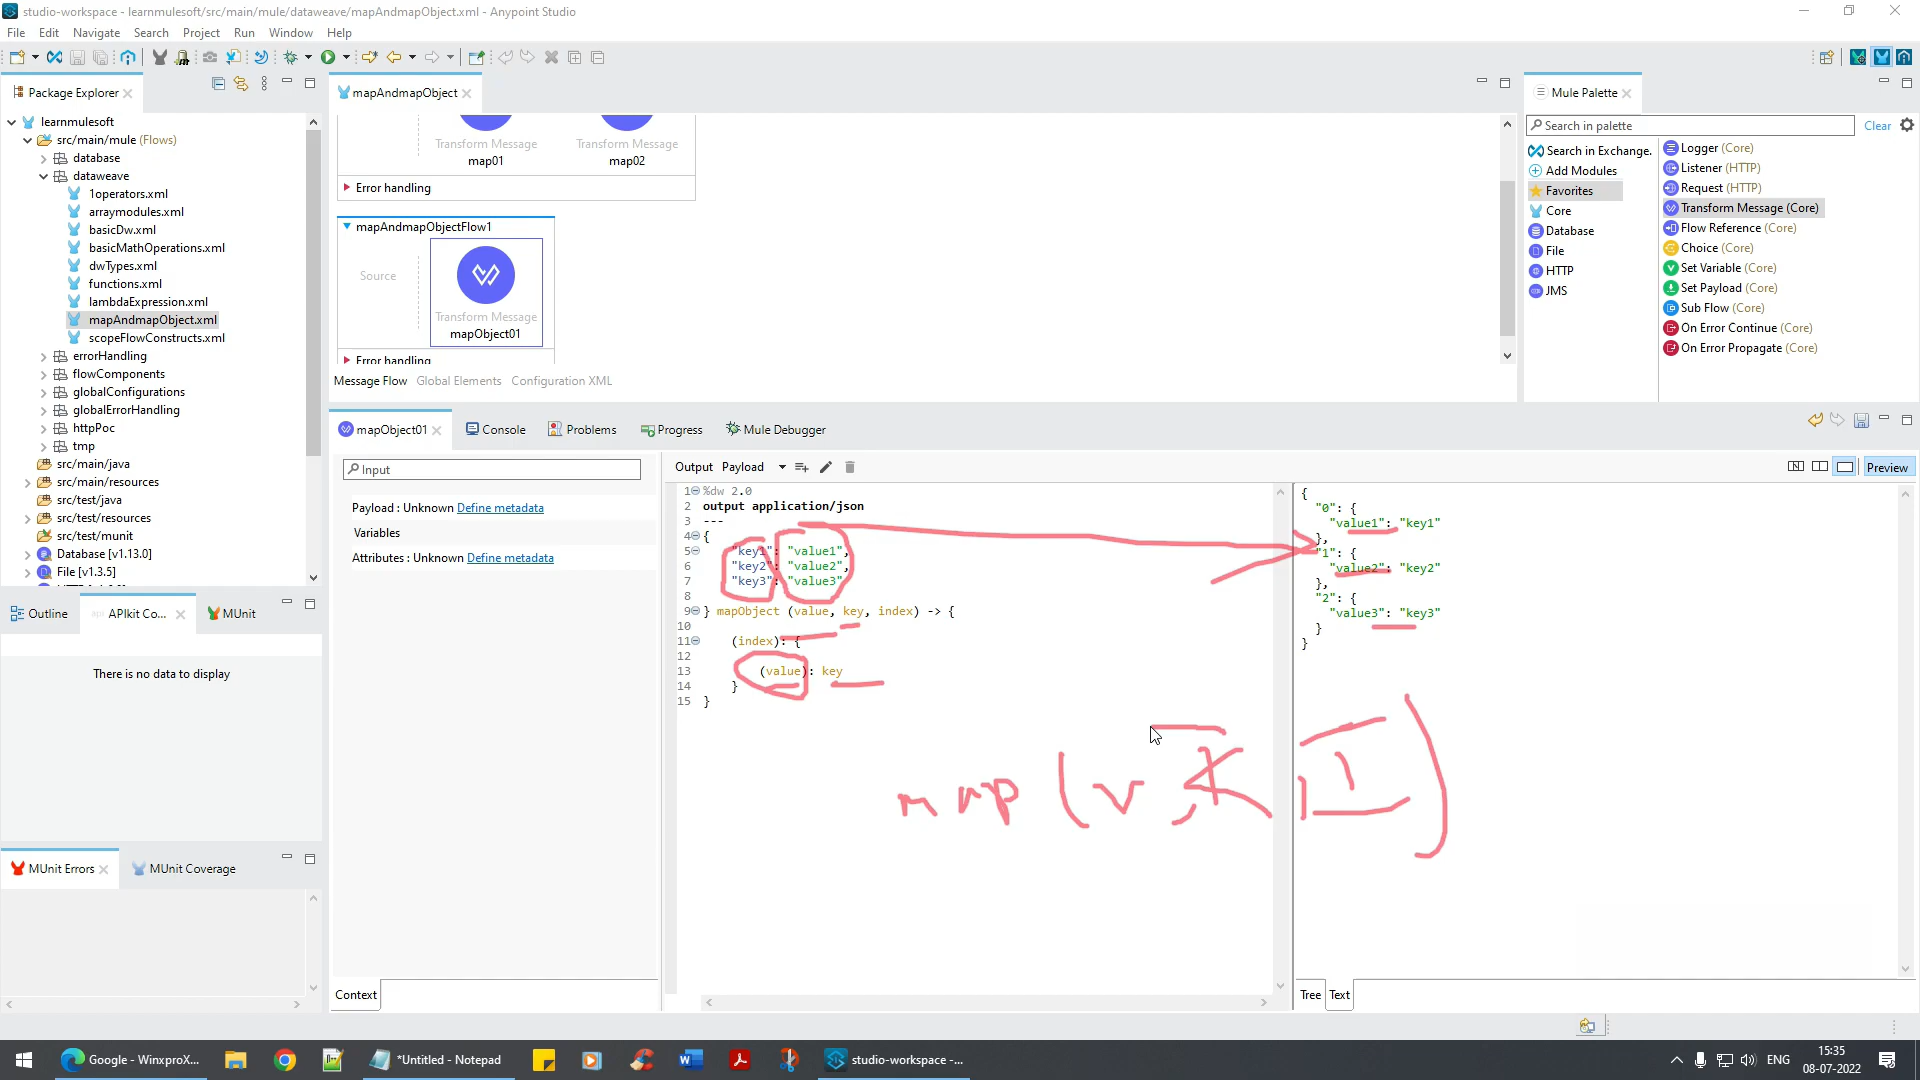 studio-workspace - learnmulesoft/src/main/mule/dataweave/mapAndmapObject.xml - Anypoint Studio
File Edit Navigate Search Project Run Window Help
Package Explorer
learnmulesoft
src/main/mule (Flows)
database
dataweave
1operators.xml
arraymodules.xml
basicDw.xml
basicMathOperations.xml
dwTypes.xml
functions.xml
lambdaExpression.xml
mapAndmapObject.xml
scopeFlowConstructs.xml
errorHandling
flowComponents
globalConfigurations
globalErrorHandling
httpPoc
tmp
src/main/java
src/main/resources
src/test/java
src/test/resources
src/test/munit
Database [v1.13.0]
File [v1.3.5]
Outline APIkit Co... MUnit
There is no data to display
MUnit Errors MUnit Coverage
mapAndmapObject
Transform Message Transform Message
map01 map02
Error handling
mapAndmapObjectFlow1
Source
Transform Message
mapObject01
Error handling
Message Flow Global Elements Configuration XML
Mule Palette
Search in palette Clear
Search in Exchange.
Add Modules
Favorites
Core
Database
File
HTTP
JMS
Logger (Core)
Listener (HTTP)
Request (HTTP)
Transform Message (Core)
Flow Reference (Core)
Choice (Core)
Set Variable (Core)
Set Payload (Core)
Sub Flow (Core)
On Error Continue (Core)
On Error Propagate (Core)
mapObject01 Console Problems Progress Mule Debugger
Input
Payload : Unknown Define metadata
Variables
Attributes : Unknown Define metadata
Context
Output Payload Preview
1 %dw 2.0
2 output application/json
3 ---
4 {
5 "key1": "value1",
6 "key2": "value2",
7 "key3": "value3"
8
9 } mapObject (value, key, index) -> {
10
11 (index): {
12
13 (value): key
14 }
15 }
{
"0": {
"value1": "key1"
},
"1": {
"value2": "key2"
},
"2": {
"value3": "key3"
}
}
map (v, K I)
Tree Text
Google - WinxproX... *Untitled - Notepad studio-workspace -... ENG 15:35
08-07-2022